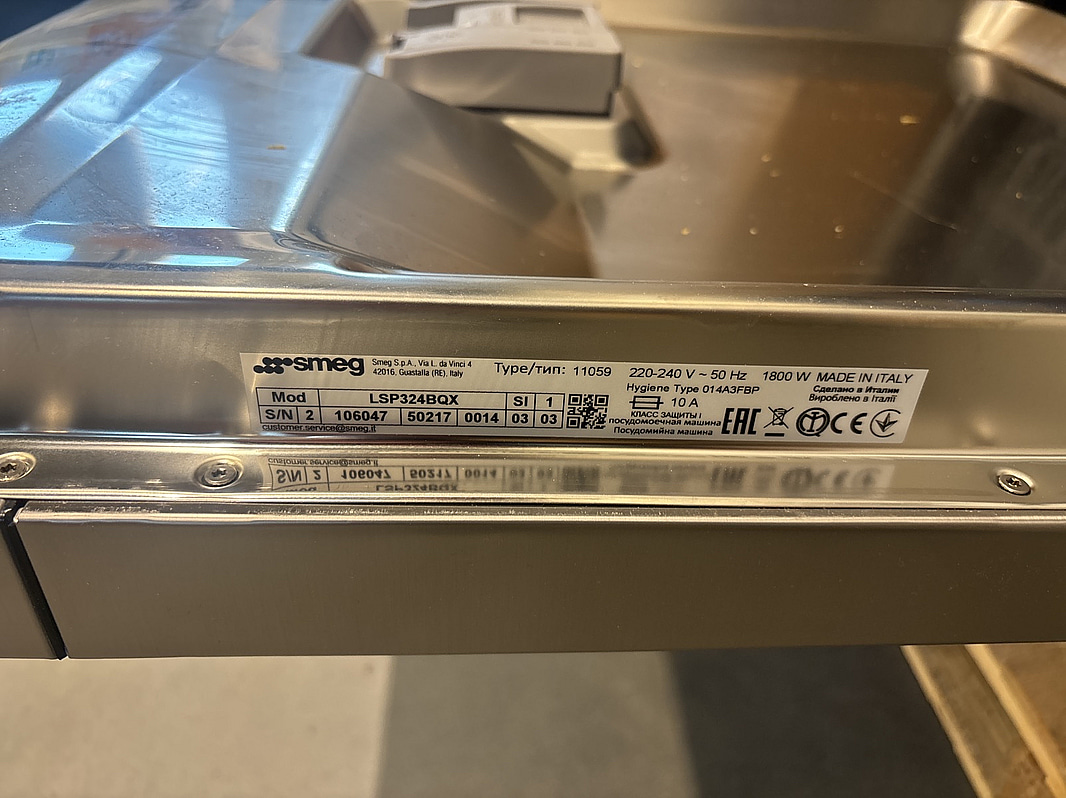 smeg
Smeg S.p.A., Via L. da Vinci 4
42016, Guastalla (RE), Italy
Type/тип: 11059
220-240 V ~ 50 Hz 1800 W MADE IN ITALY
Hygiene Type 014A3FBP
Сделано в Италии
Вироблено в Італії
10 A
Mod LSP324BQX SI 1
S/N 2 106047 50217 0014 03 03
customer.service@smeg.it
КЛАСС ЗАЩИТЫ I
посудомоечная машина
Посудомийна машина
EAC
CE